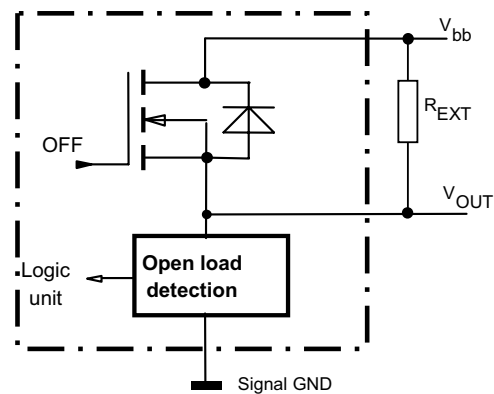 V bb
R EXT
OFF
V OUT
Open load
detection
Logic
unit
Signal GND